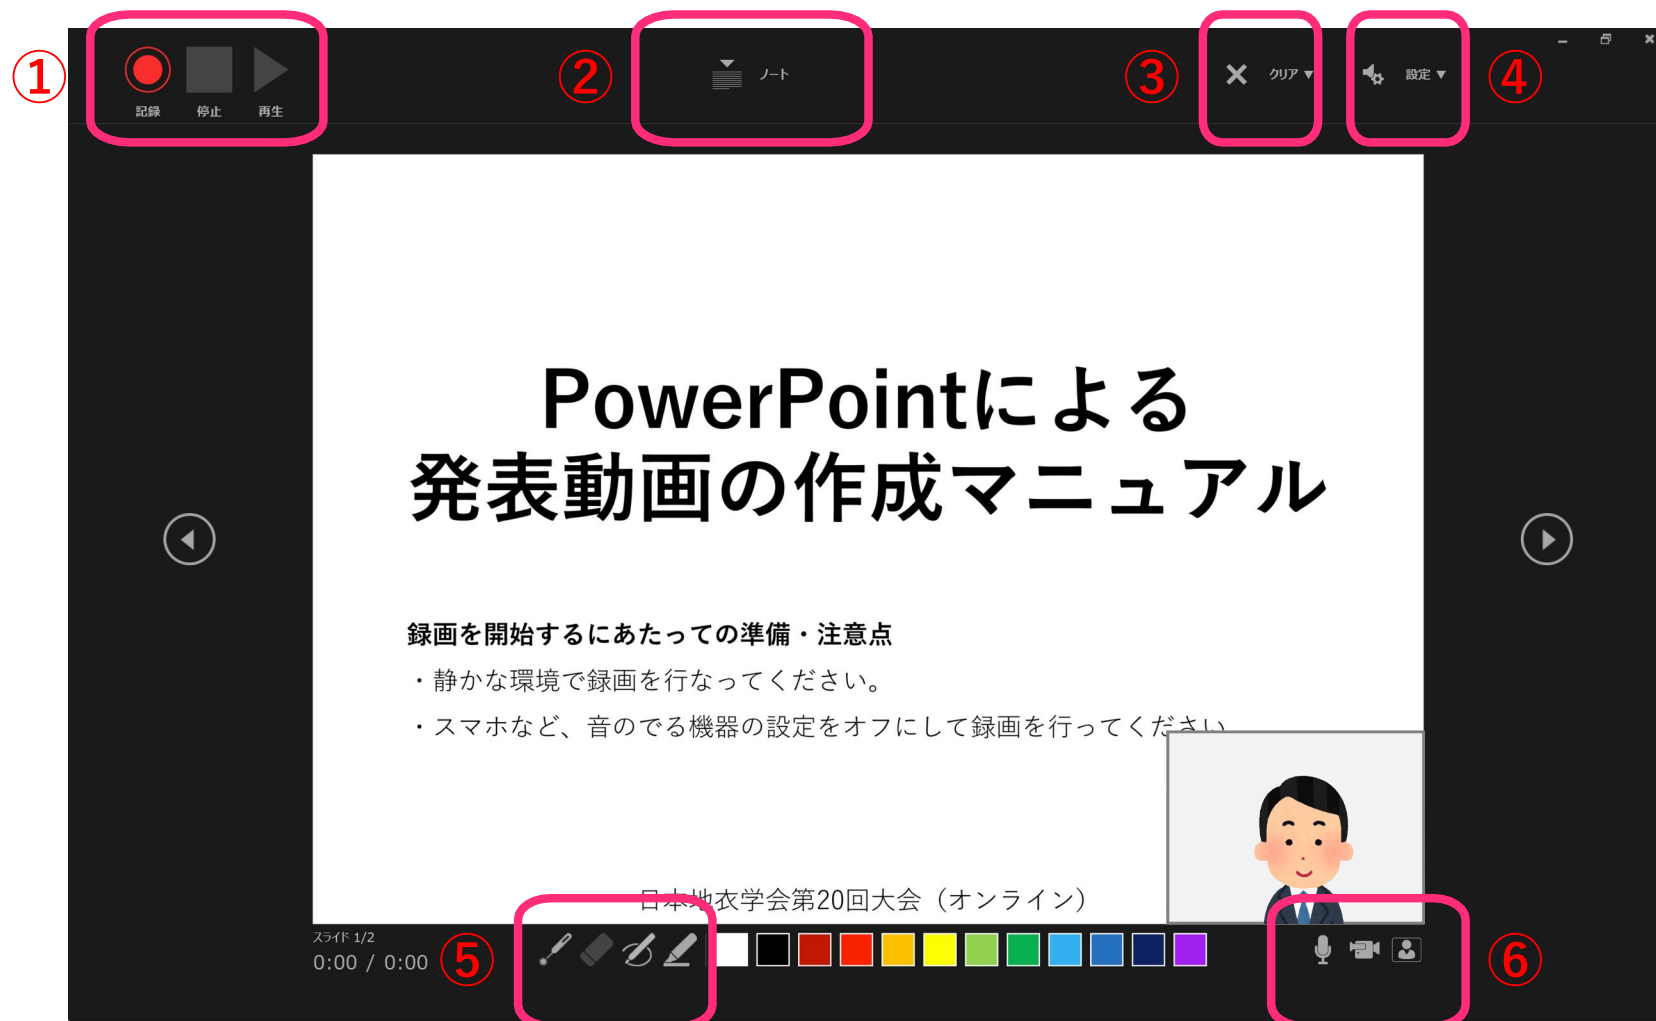 ① 記録 停止 再生 ② ノート ③ クリア ▼ 設定 ▼ ④
PowerPointによる
発表動画の作成マニュアル
録画を開始するにあたっての準備・注意点
・静かな環境で録画を行なってください。
・スマホなど、音のでる機器の設定をオフにして録画を行ってください
日本地衣学会第20回大会（オンライン）
スライド 1/2
0:00 / 0:00 ⑤ ⑥